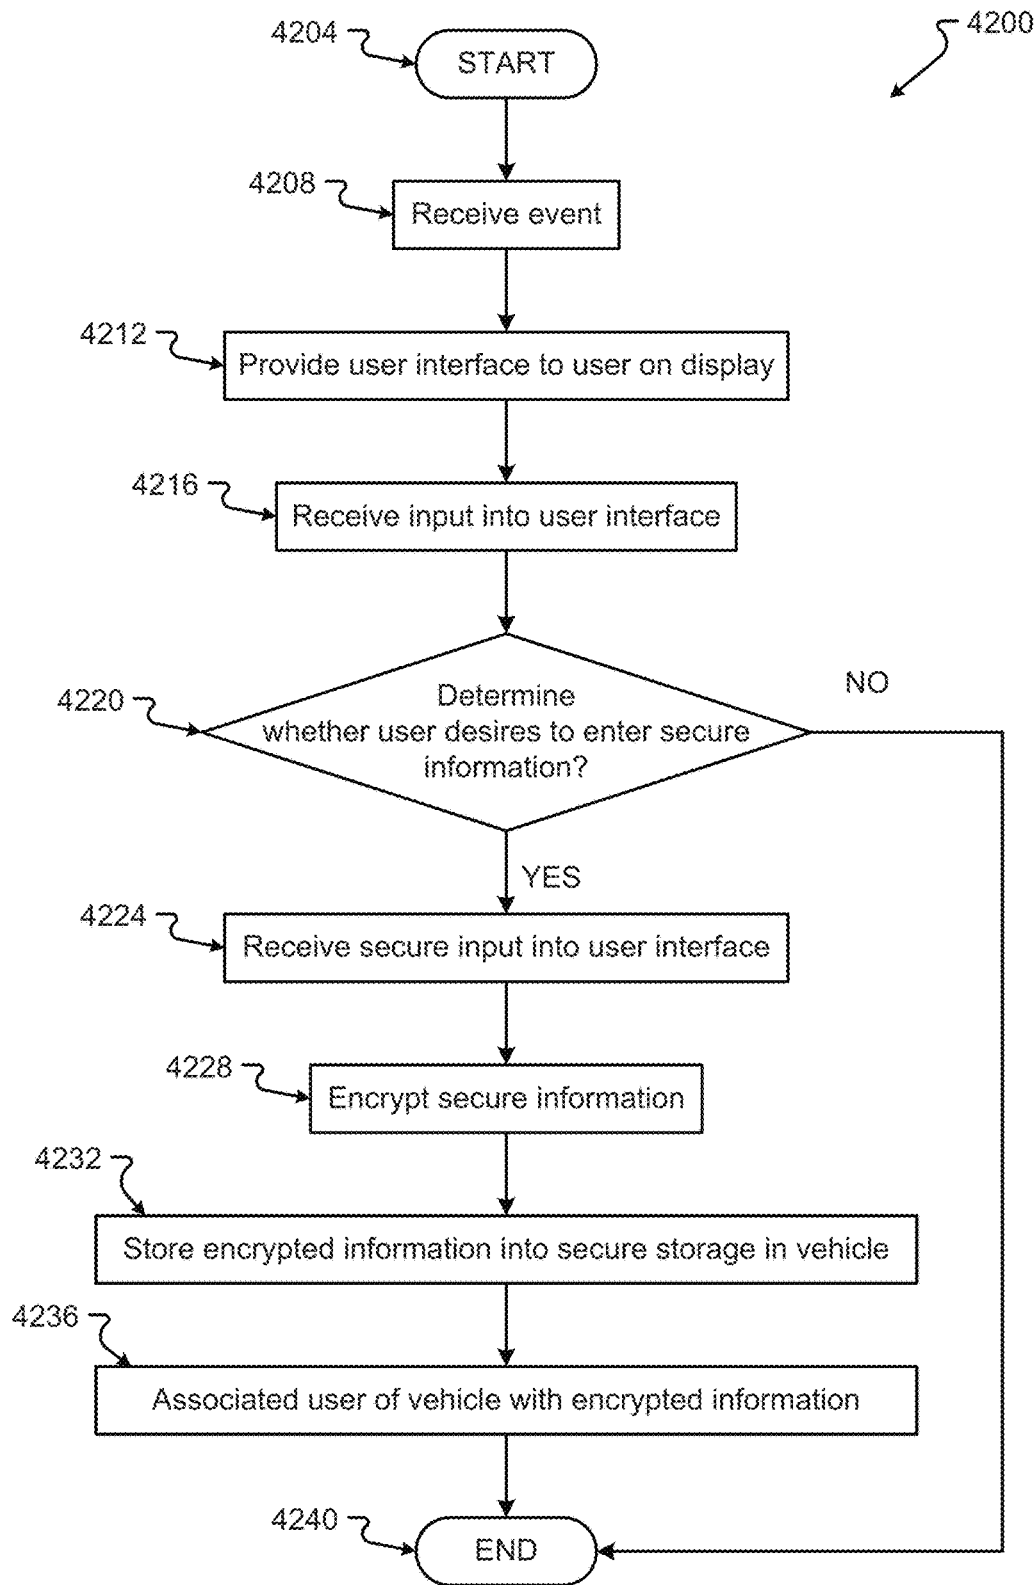 4200
4204
START
4208
Receive event
4212
Provide user interface to user on display
4216
Receive input into user interface
4220
Determine
whether user desires to enter secure
information?
NO
YES
4224
Receive secure input into user interface
4228
Encrypt secure information
4232
Store encrypted information into secure storage in vehicle
4236
Associated user of vehicle with encrypted information
4240
END